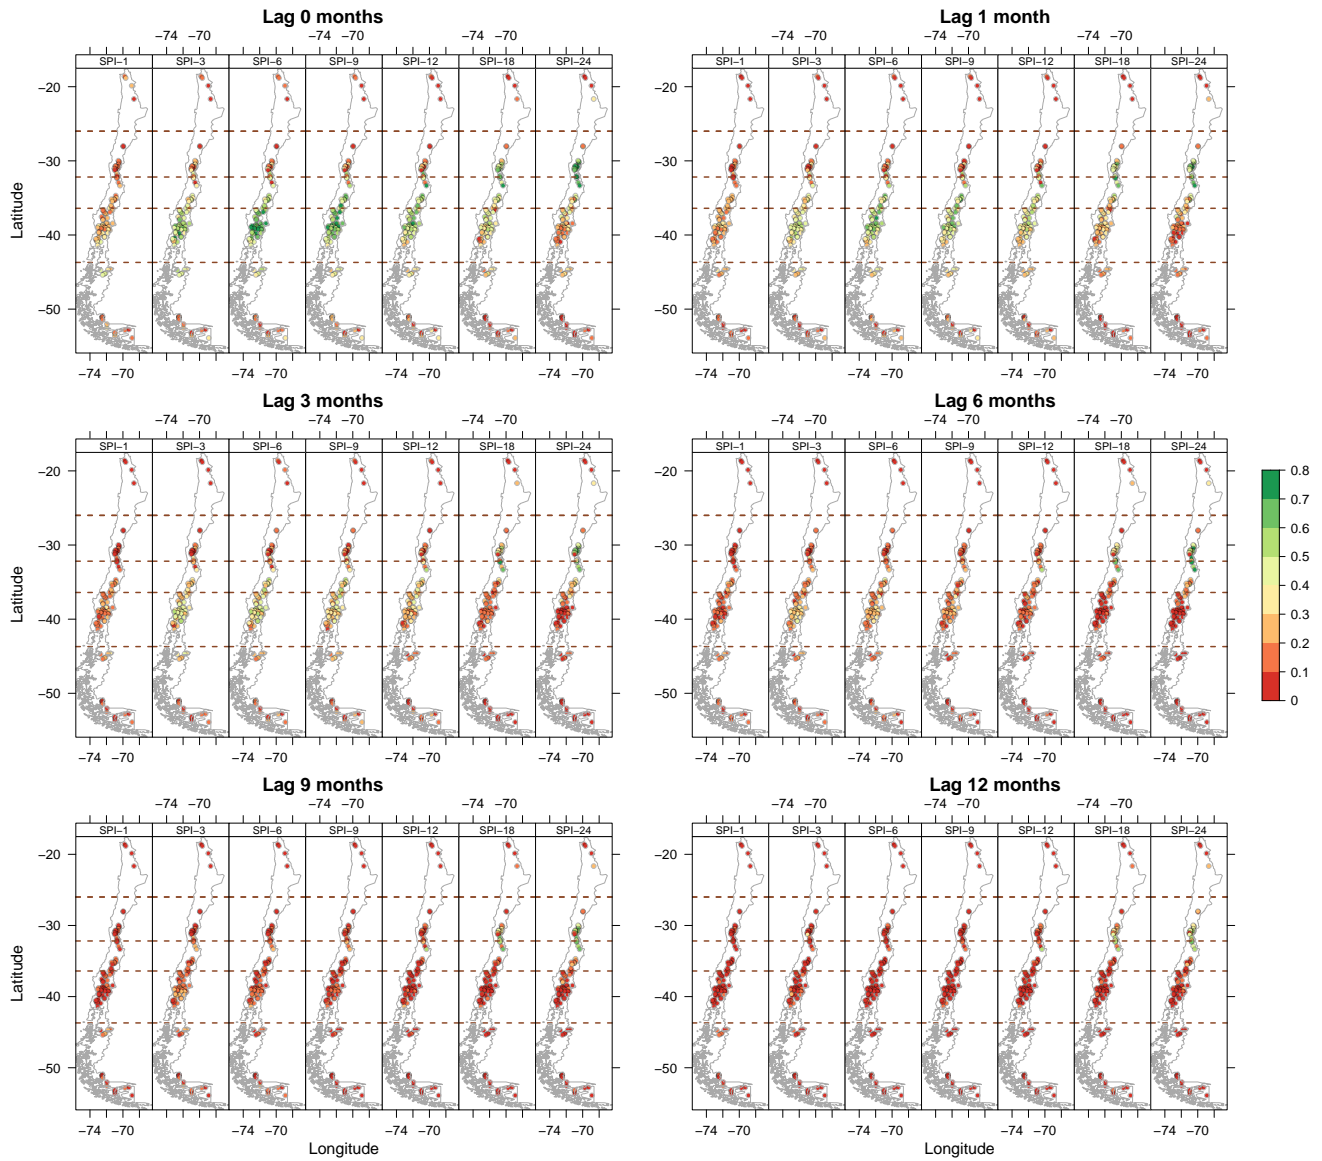 Lag 0 months Lag 1 month
−74 −70 −74 −70 −74 −70 −74 −70 −74 −70 −74 −70
SPI−1 SPI−3 SPI−6 SPI−9 SPI−12 SPI−18 SPI−24 SPI−1 SPI−3 SPI−6 SPI−9 SPI−12 SPI−18 SPI−24
−20 −20
−30 −30
−40 −40
−50 −50
Latitude Latitude
−74 −70 −74 −70 −74 −70 −74 −70 −74 −70 −74 −70 −74 −70 −74 −70
Lag 3 months Lag 6 months
−74 −70 −74 −70 −74 −70 −74 −70 −74 −70 −74 −70
SPI−1 SPI−3 SPI−6 SPI−9 SPI−12 SPI−18 SPI−24 SPI−1 SPI−3 SPI−6 SPI−9 SPI−12 SPI−18 SPI−24
−20 −20
−30 −30
−40 −40
−50 −50
Latitude Latitude
−74 −70 −74 −70 −74 −70 −74 −70 −74 −70 −74 −70 −74 −70 −74 −70
0.8
0.7
0.6
0.5
0.4
0.3
0.2
0.1
0
Lag 9 months Lag 12 months
−74 −70 −74 −70 −74 −70 −74 −70 −74 −70 −74 −70
SPI−1 SPI−3 SPI−6 SPI−9 SPI−12 SPI−18 SPI−24 SPI−1 SPI−3 SPI−6 SPI−9 SPI−12 SPI−18 SPI−24
−20 −20
−30 −30
−40 −40
−50 −50
Latitude Latitude
−74 −70 −74 −70 −74 −70 −74 −70 −74 −70 −74 −70 −74 −70 −74 −70
Longitude Longitude